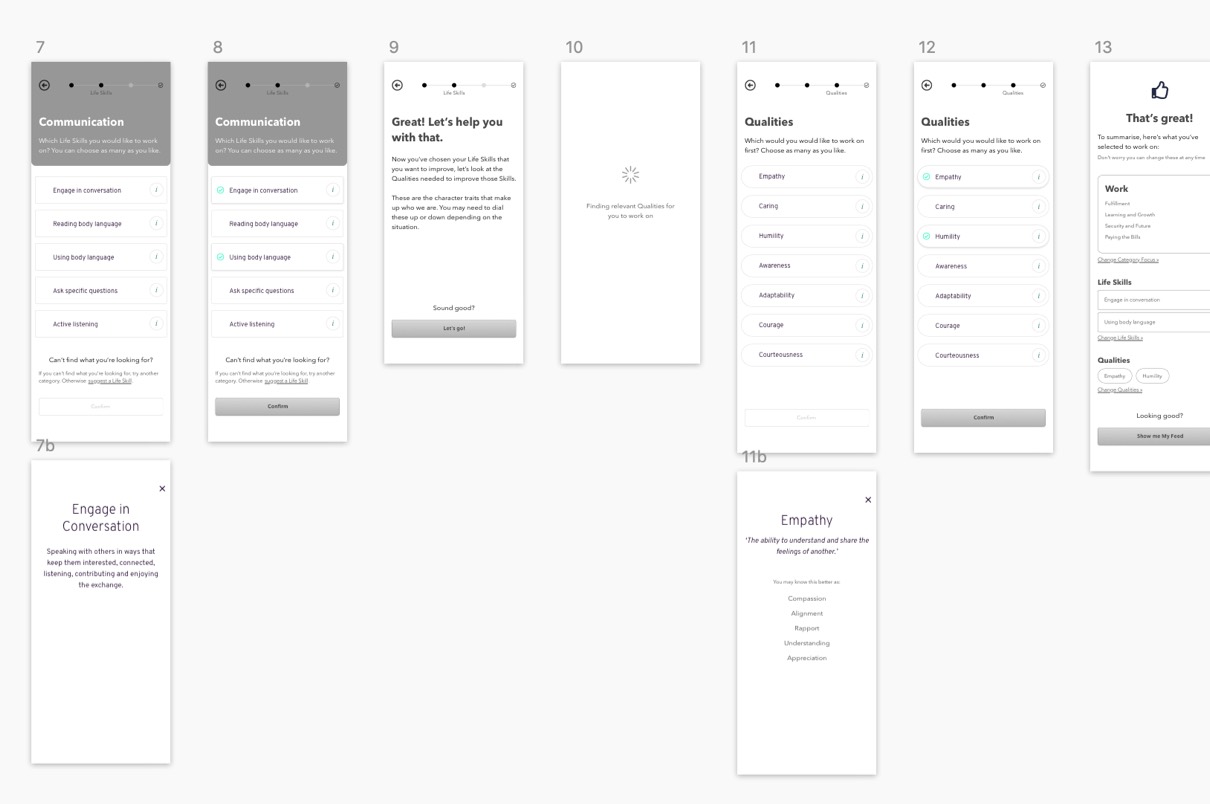 7
Life Skills
Communication
Which Life Skills you would like to work
on? You can choose as many as you like.
Engage in conversation
i
Reading body language
i
Using body language
i
Ask specific questions
i
Active listening
i
Can't find what you're looking for?
If you can't find what you're looking for, try another
category. Otherwise suggest a Life Skill.
Confirm
8
Life Skills
Communication
Which Life Skills you would like to work
on? You can choose as many as you like.
Engage in conversation
i
Reading body language
i
Using body language
i
Ask specific questions
i
Active listening
i
Can't find what you're looking for?
If you can't find what you're looking for, try another
category. Otherwise suggest a Life Skill.
Confirm
9
Life Skills
Great! Let's help you
with that.
Now you've chosen your Life Skills that
you want to improve, let's look at the
Qualities needed to improve those Skills.
These are the character traits that make
up who we are. You may need to dial
these up or down depending on the
situation.
Sound good?
Let's go!
10
Finding relevant Qualities for
you to work on
11
Qualities
Qualities
Which would you like to work on
first? Choose as many as you like.
Empathy
i
Caring
i
Humility
i
Awareness
i
Adaptability
i
Courage
i
Courteousness
i
Confirm
12
Qualities
Qualities
Which would you like to work on
first? Choose as many as you like.
Empathy
i
Caring
i
Humility
i
Awareness
i
Adaptability
i
Courage
i
Courteousness
i
Confirm
13
That's great!
To summarise, here's what you've
selected to work on:
Don't worry you can change these at any time
Work
Fulfillment
Learning and Growth
Security and Future
Paying the Bills
Change Category Focus »
Life Skills
Engage in conversation
Using body language
Change Life Skills »
Qualities
Empathy
Humility
Change Qualities »
Looking good?
Show me My Feed
7b
Engage in
Conversation
Speaking with others in ways that
keep them interested, connected,
listening, contributing and enjoying
the exchange.
11b
Empathy
'The ability to understand and share the
feelings of another.'
You may know this better as:
Compassion
Alignment
Rapport
Understanding
Appreciation